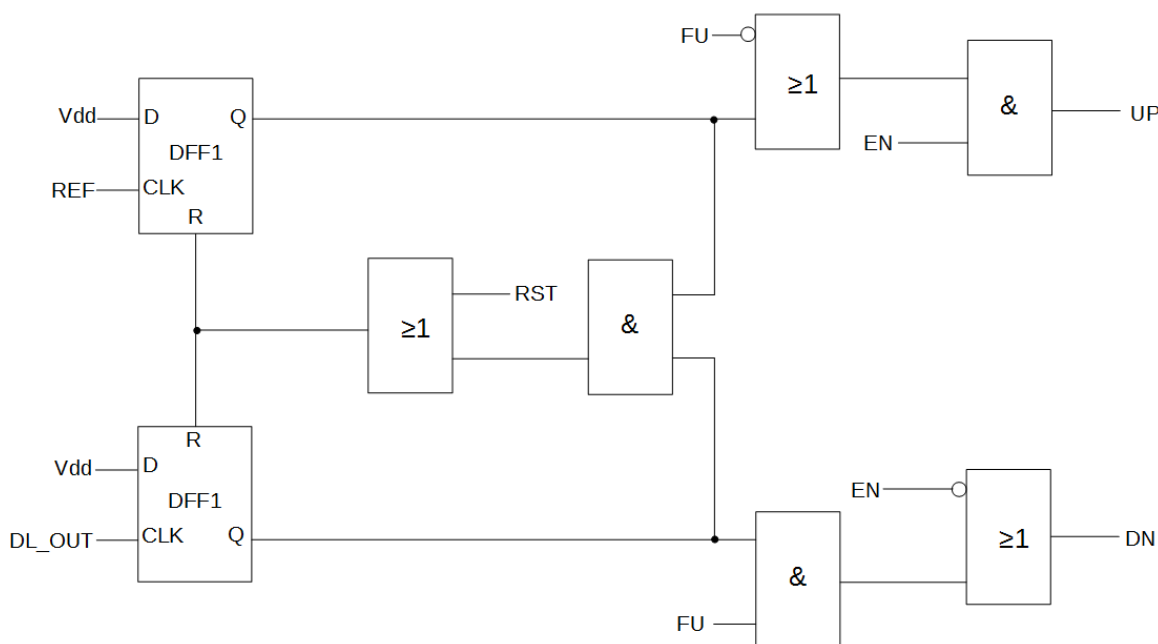 FU
≥1
&
UP
EN
Vdd
D
Q
DFF1
REF
CLK
R
≥1
RST
&
R
Vdd
D
DFF1
DL_OUT
CLK
Q
EN
≥1
DN
&
FU